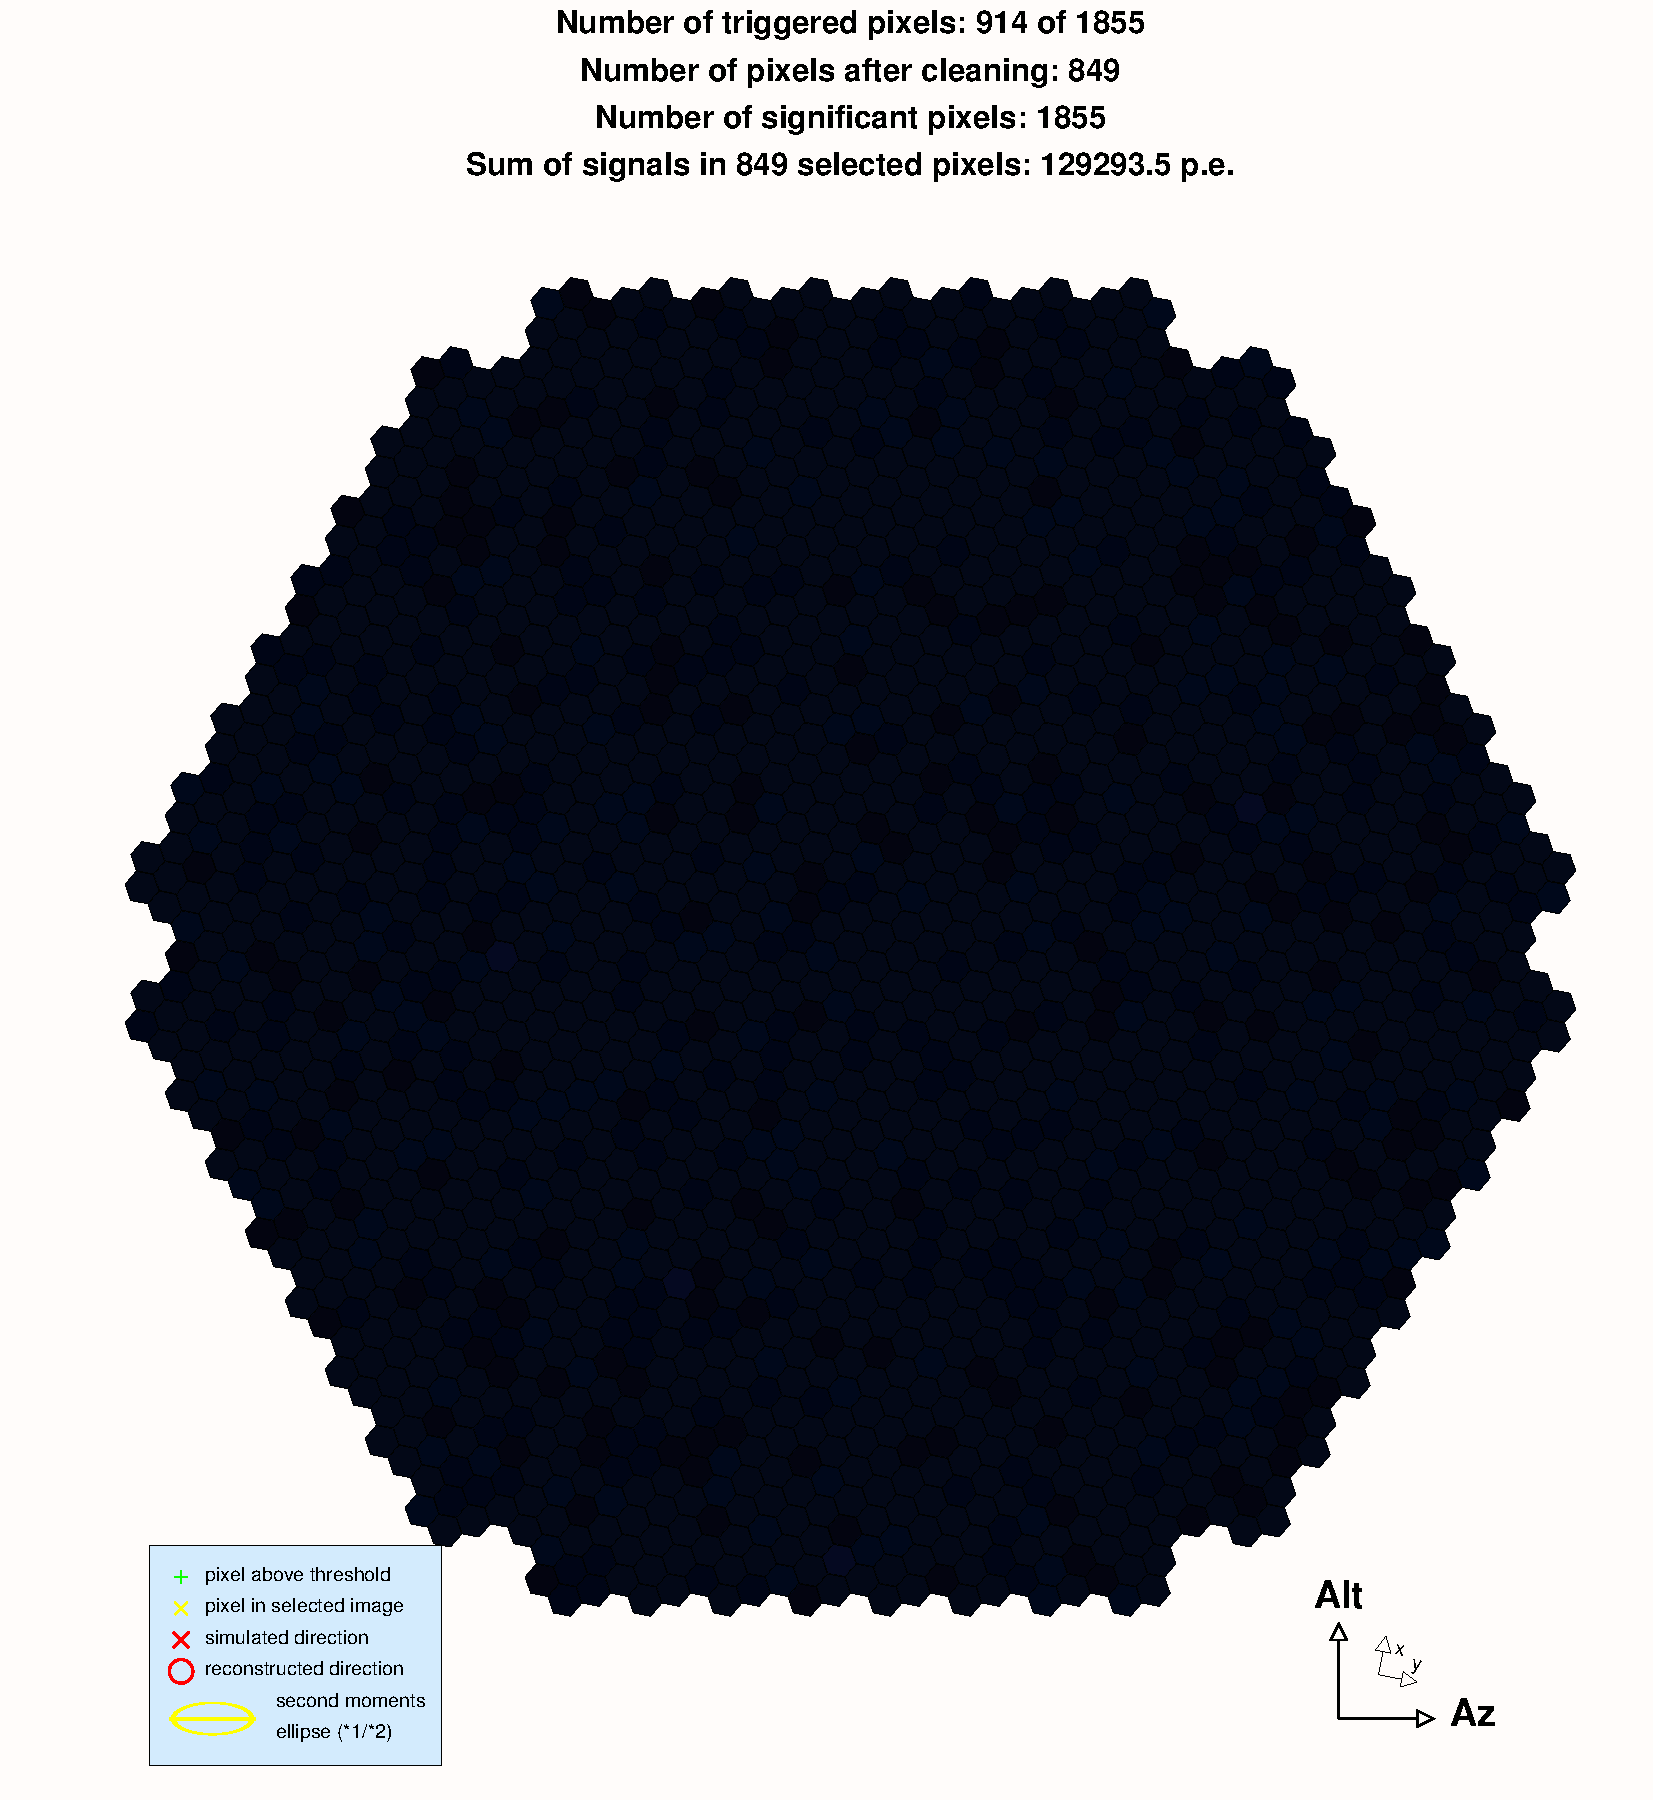 Number of triggered pixels: 914 of 1855
Number of pixels after cleaning: 849
Number of significant pixels: 1855
Sum of signals in 849 selected pixels: 129293.5 p.e.
pixel above threshold
pixel in selected image
simulated direction
reconstructed direction
second moments
ellipse (*1/*2)
Alt
x
y
Az